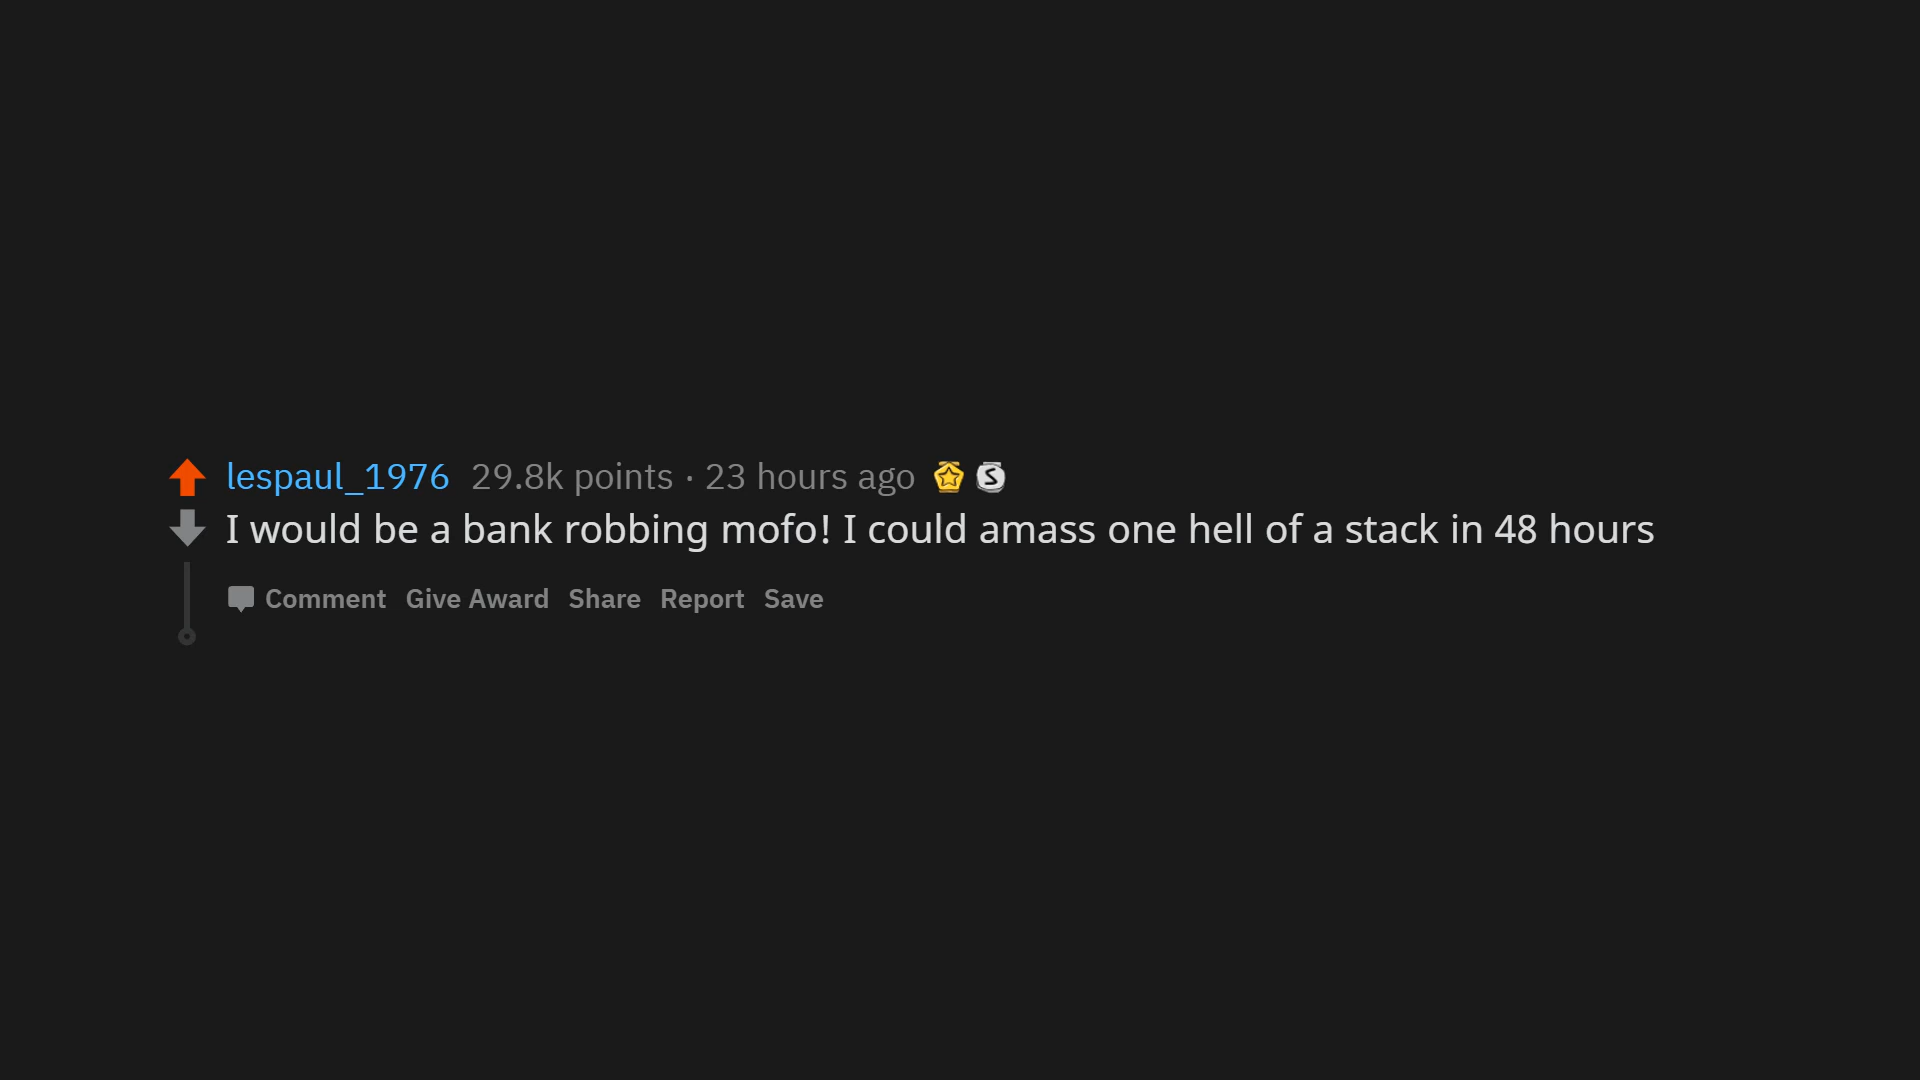 lespaul_1976 29.8k points · 23 hours ago
I would be a bank robbing mofo! I could amass one hell of a stack in 48 hours
Comment Give Award Share Report Save